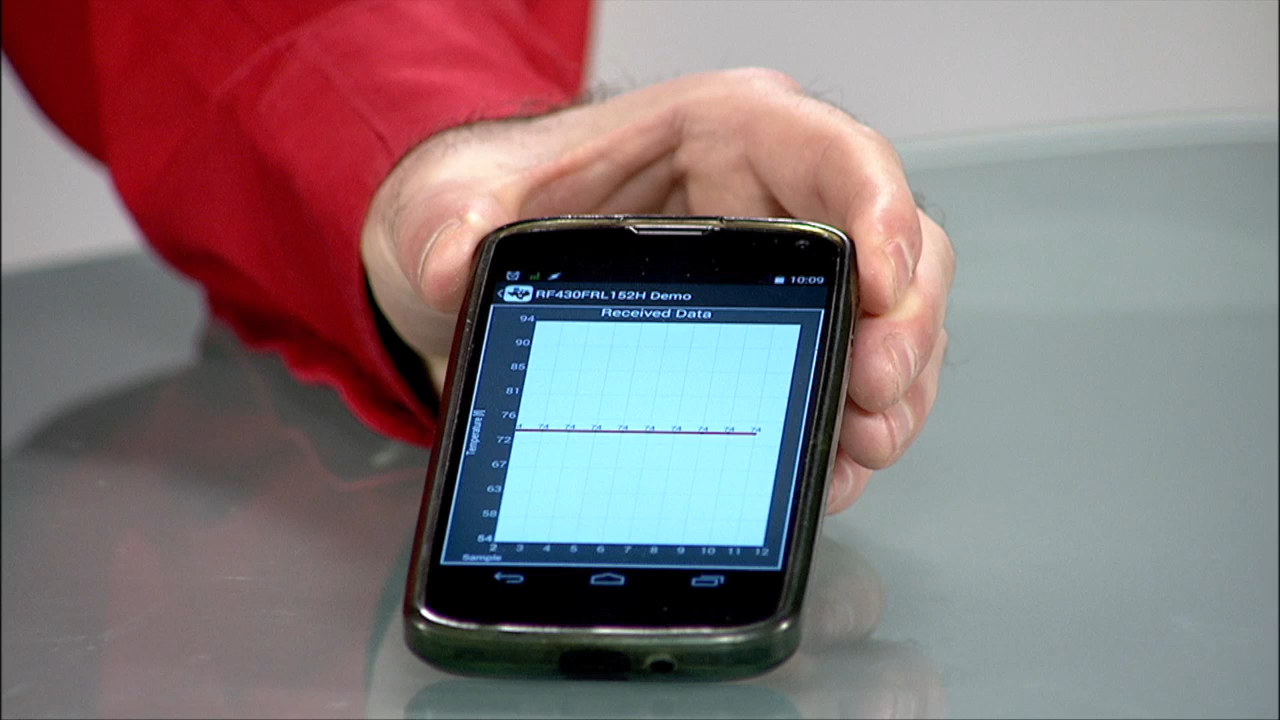 10:09
RF430FRL152H Demo
Received Data
94
90
85
81
76
72
67
63
58
54
Temperature [f]
4 74 74 74 74 74 74 74 74 74
2 3 4 5 6 7 8 9 10 11 12
Sample